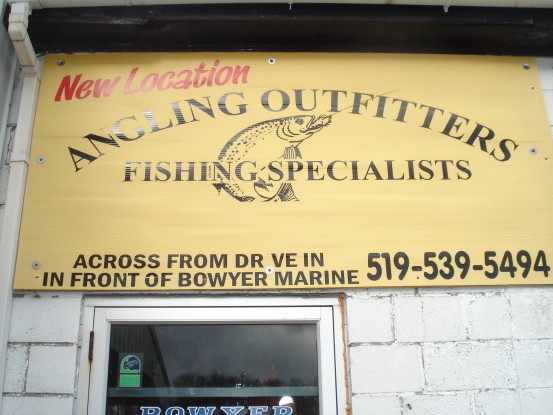 New Location
ANGLING OUTFITTERS
FISHING SPECIALISTS
ACROSS FROM DR VE IN
IN FRONT OF BOWYER MARINE
519-539-5494
BOWYER